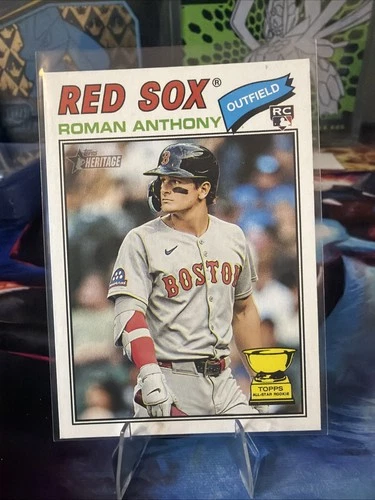 RED SOX®
OUTFIELD
RC
ROMAN ANTHONY
Topps
HERITAGE
B
BOSTON
TOPPS
ALL-STAR ROOKIE